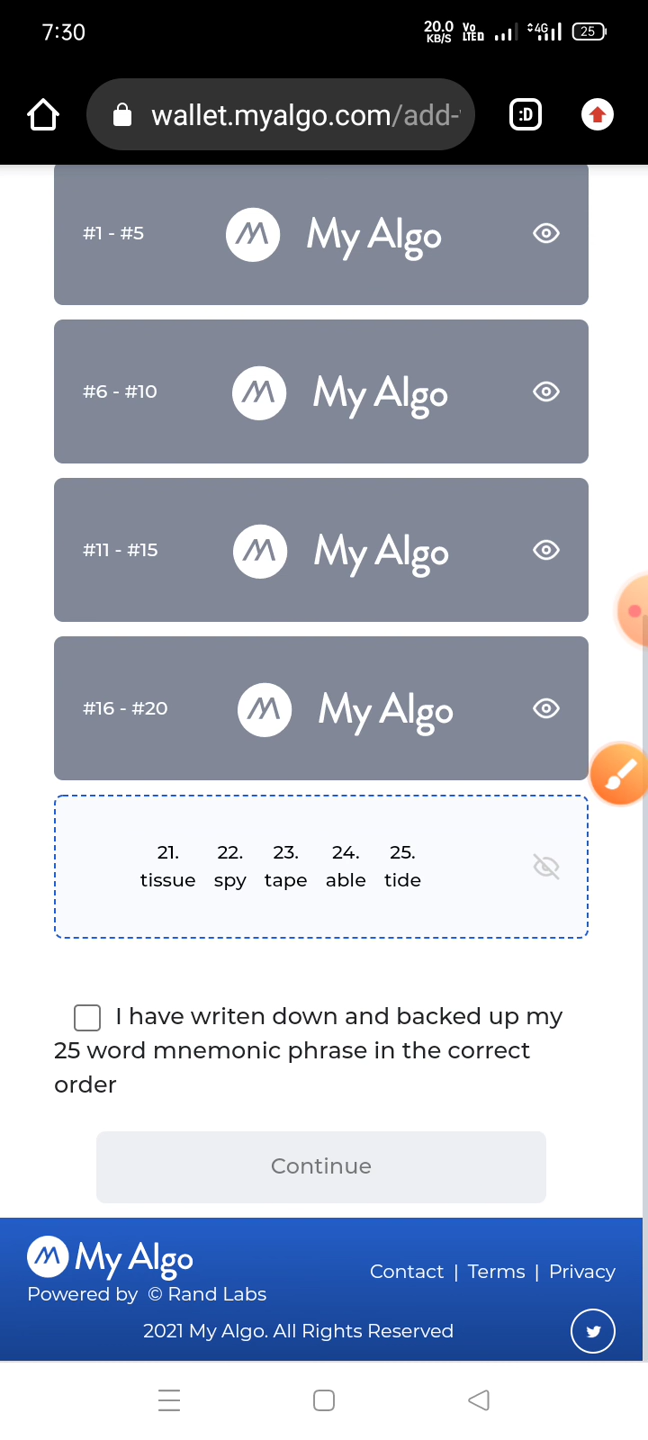 7:30
20.0 KB/S Vo LTED 4G 25
wallet.myalgo.com/add-
:D
#1 - #5 My Algo
#6 - #10 My Algo
#11 - #15 My Algo
#16 - #20 My Algo
21. 22. 23. 24. 25.
tissue spy tape able tide
I have writen down and backed up my
25 word mnemonic phrase in the correct
order
Continue
My Algo
Contact | Terms | Privacy
Powered by © Rand Labs
2021 My Algo. All Rights Reserved